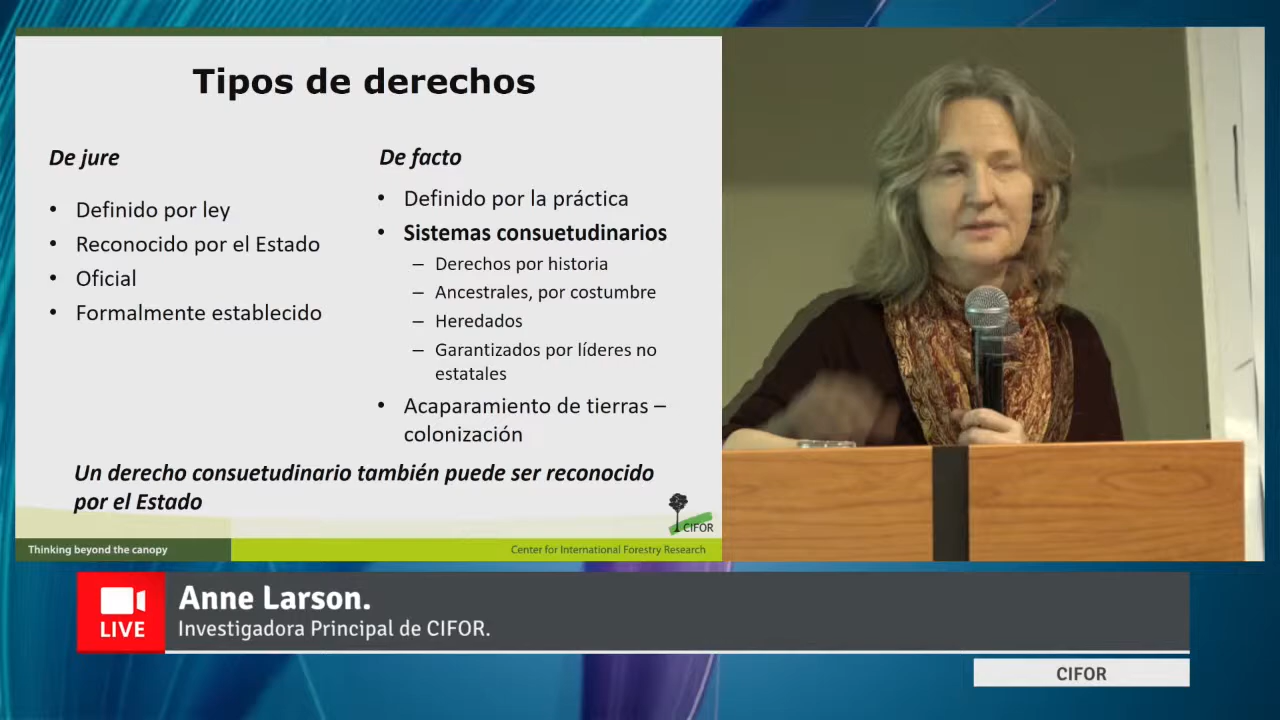 Tipos de derechos
De jure
• Definido por ley
• Reconocido por el Estado
• Oficial
• Formalmente establecido
De facto
• Definido por la práctica
• Sistemas consuetudinarios
– Derechos por historia
– Ancestrales, por costumbre
– Heredados
– Garantizados por líderes no
estatales
• Acaparamiento de tierras –
colonización
Un derecho consuetudinario también puede ser reconocido
por el Estado
CIFOR
Thinking beyond the canopy
Center for International Forestry Research
LIVE
Anne Larson.
Investigadora Principal de CIFOR.
CIFOR